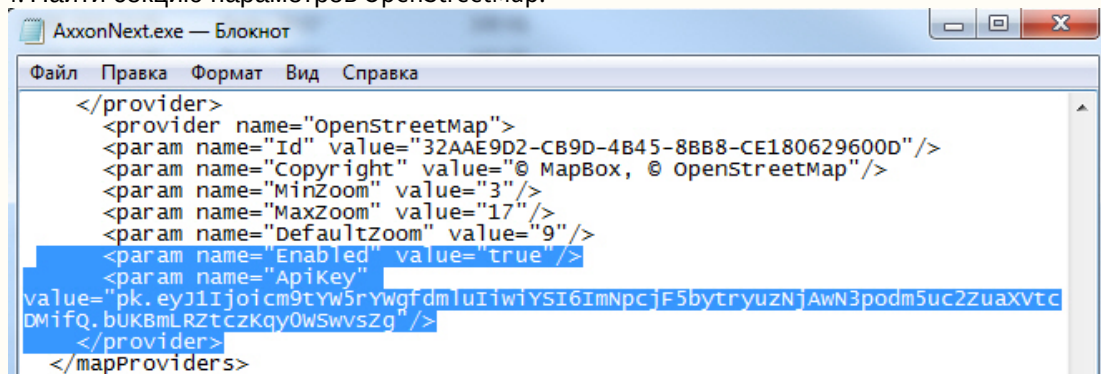 4. Найти секцию параметров OpenStreetMap.
AxxonNext.exe — Блокнот
Файл Правка Формат Вид Справка
</provider>
<provider name="OpenStreetMap">
<param name="Id" value="32AAE9D2-CB9D-4B45-8BB8-CE180629600D"/>
<param name="Copyright" value="© MapBox, © OpenStreetMap"/>
<param name="MinZoom" value="3"/>
<param name="MaxZoom" value="17"/>
<param name="DefaultZoom" value="9"/>
<param name="Enabled" value="true"/>
<param name="ApiKey"
value="pk.eyJ1Ijoicm9tYW5rYWgfdmluIiwiYSI6ImNpcjF5bytryuzNjAwN3podm5uc2ZuaXVtc
DMifQ.bUKBmLRZtczKqyOWSwvsZg"/>
</provider>
</mapProviders>